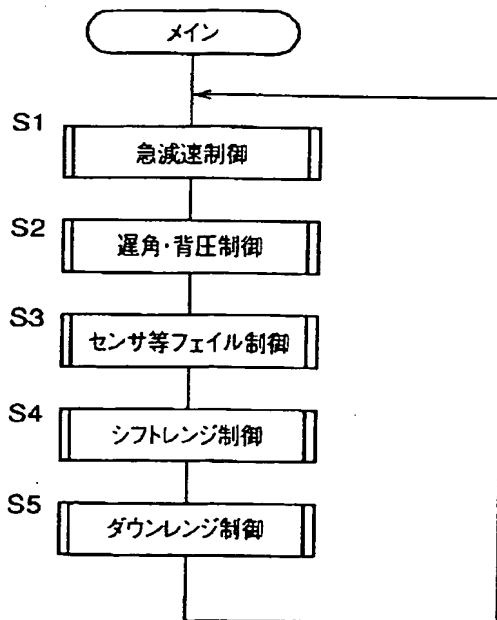 メイン
S1
急減速制御
S2
遅角・背圧制御
S3
センサ等フェイル制御
S4
シフトレンジ制御
S5
ダウンレンジ制御